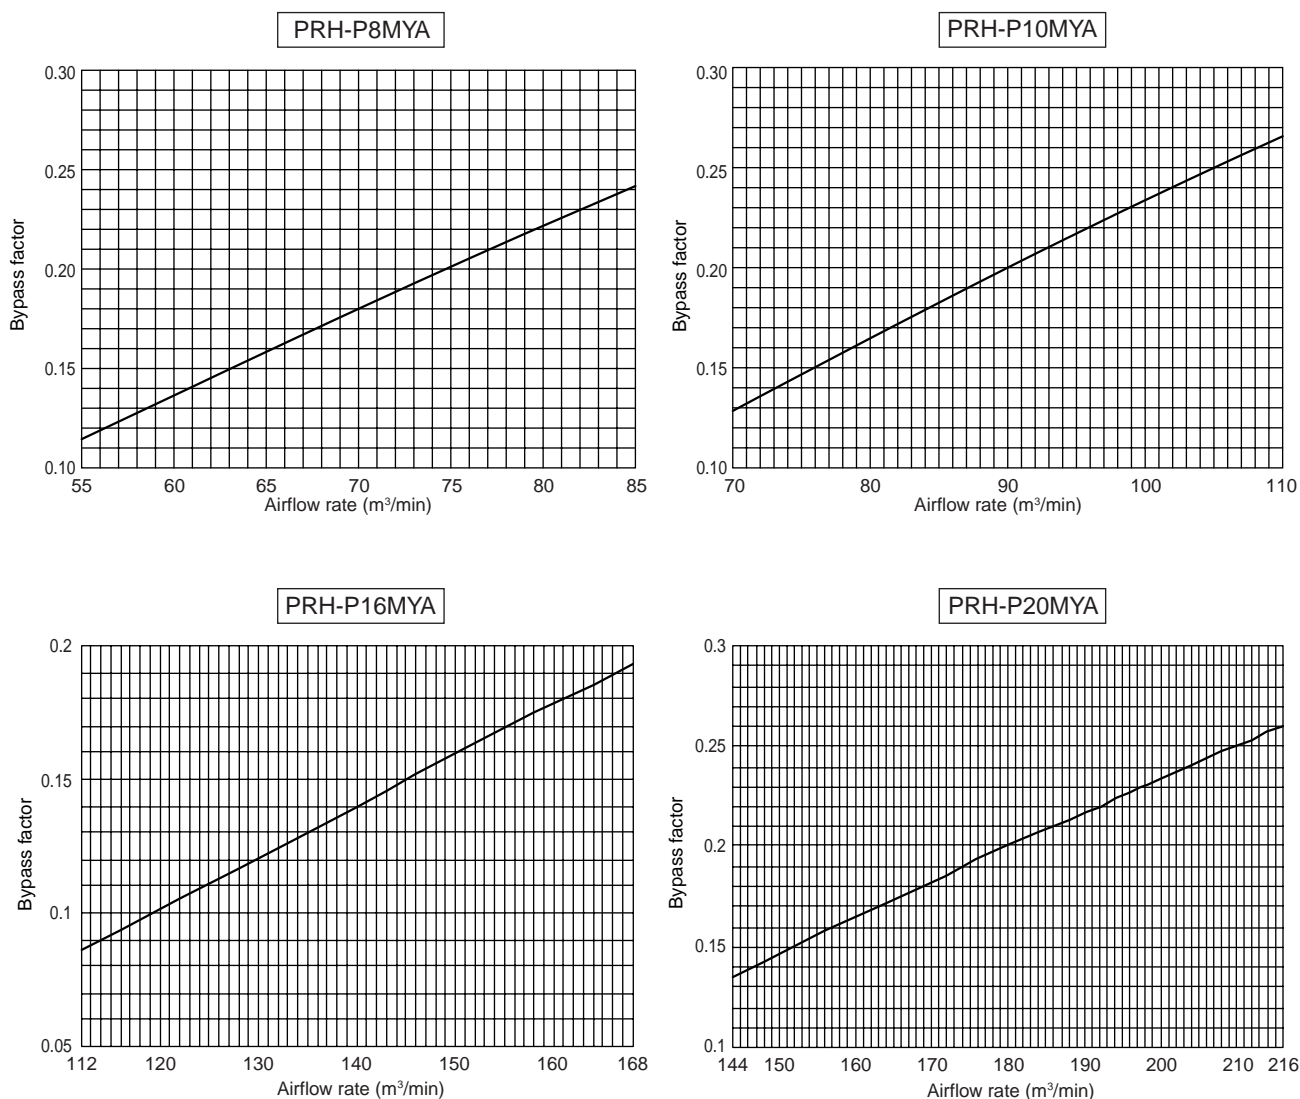 PRH-P8MYA
0.30
0.25
0.20
0.15
0.10
Bypass factor
55 60 65 70 75 80 85
Airflow rate (m³/min)
PRH-P10MYA
0.30
0.25
0.20
0.15
0.10
Bypass factor
70 80 90 100 110
Airflow rate (m³/min)
PRH-P16MYA
0.2
0.15
0.1
0.05
Bypass factor
112 120 130 140 150 160 168
Airflow rate (m³/min)
PRH-P20MYA
0.3
0.25
0.2
0.15
0.1
Bypass factor
144 150 160 170 180 190 200 210 216
Airflow rate (m³/min)